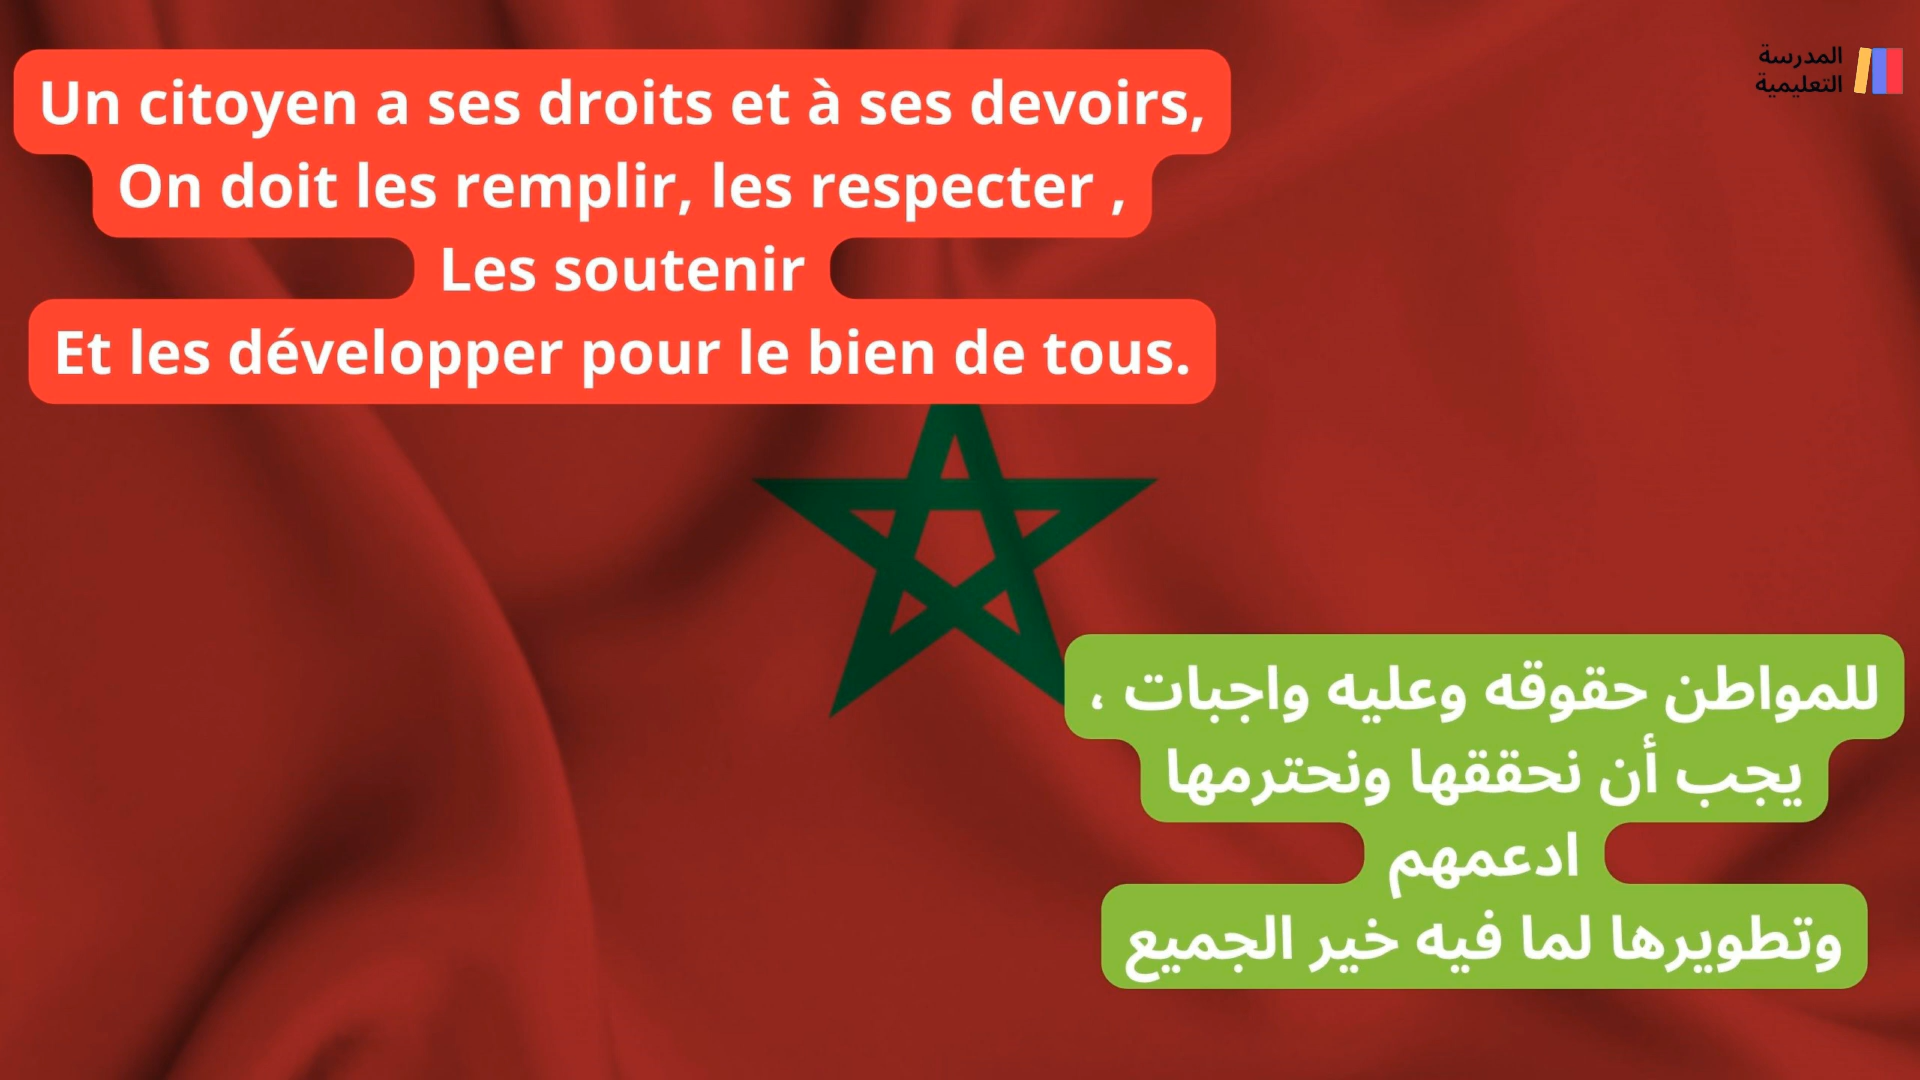 Un citoyen a ses droits et à ses devoirs,
On doit les remplir, les respecter ,
Les soutenir
Et les développer pour le bien de tous.
المدرسة
التعليمية
للمواطن حقوقه وعليه واجبات ،
يجب أن نحققها ونحترمها
ادعمهم
وتطويرها لما فيه خير الجميع